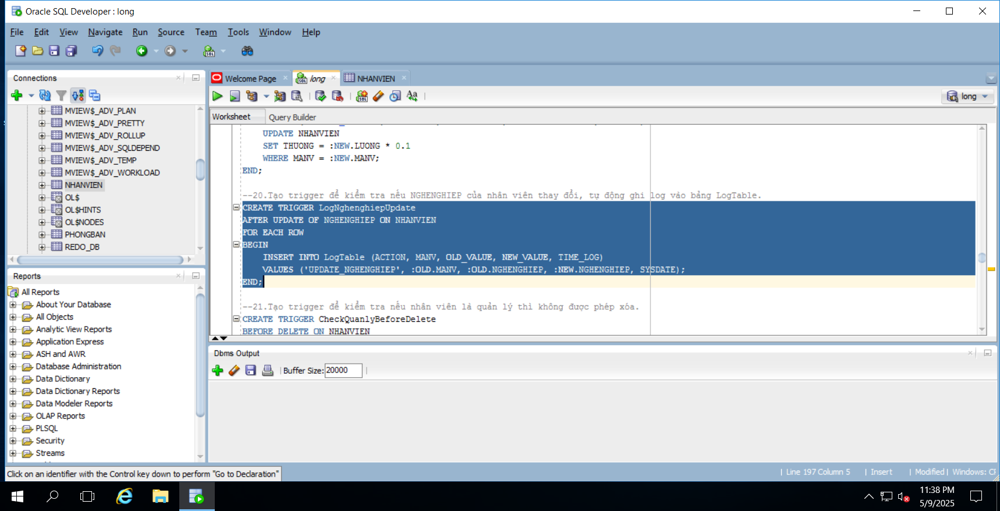 Oracle SQL Developer : long
File Edit View Navigate Run Source Team Tools Window Help
Connections
MVIEW$_ADV_PLAN
MVIEW$_ADV_PRETTY
MVIEW$_ADV_ROLLUP
MVIEW$_ADV_SQLDEPEND
MVIEW$_ADV_TEMP
MVIEW$_ADV_WORKLOAD
NHANVIEN
OL$
OL$HINTS
OL$NODES
PHONGBAN
REDO_DB
Reports
All Reports
About Your Database
All Objects
Analytic View Reports
Application Express
ASH and AWR
Database Administration
Data Dictionary
Data Dictionary Reports
Data Modeler Reports
OLAP Reports
PLSQL
Security
Streams
Welcome Page long NHANVIEN
long
Worksheet Query Builder
UPDATE NHANVIEN
SET THUONG = :NEW.LUONG * 0.1
WHERE MANV = :NEW.MANV;
END;
--20.Tạo trigger để kiểm tra nếu NGHENGHIEP của nhân viên thay đổi, tự động ghi log vào bảng LogTable.
CREATE TRIGGER LogNghenghiepUpdate
AFTER UPDATE OF NGHENGHIEP ON NHANVIEN
FOR EACH ROW
BEGIN
INSERT INTO LogTable (ACTION, MANV, OLD_VALUE, NEW_VALUE, TIME_LOG)
VALUES ('UPDATE_NGHENGHIEP', :OLD.MANV, :OLD.NGHENGHIEP, :NEW.NGHENGHIEP, SYSDATE);
END;
--21.Tạo trigger để kiểm tra nếu nhân viên là quản lý thì không được phép xóa.
CREATE TRIGGER CheckQuanlyBeforeDelete
BEFORE DELETE ON NHANVIEN
Dbms Output
Buffer Size: 20000
Click on an identifier with the Control key down to perform "Go to Declaration"
| Line 197 Column 5 | Insert | Modified | Windows: CF
11:38 PM
5/9/2025